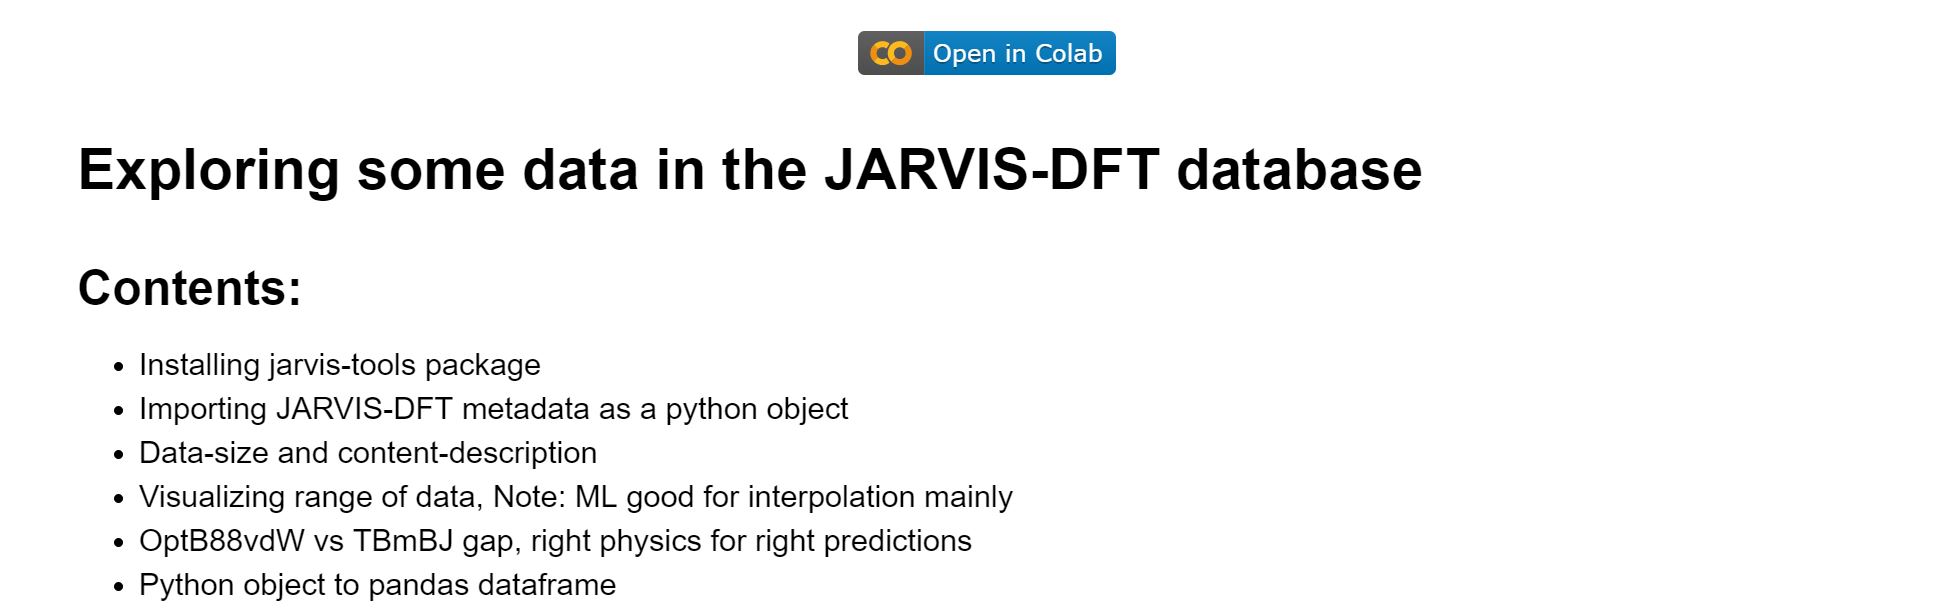 Open in Colab
Exploring some data in the JARVIS-DFT database
Contents:
• Installing jarvis-tools package
• Importing JARVIS-DFT metadata as a python object
• Data-size and content-description
• Visualizing range of data, Note: ML good for interpolation mainly
• OptB88vdW vs TBmBJ gap, right physics for right predictions
• Python object to pandas dataframe